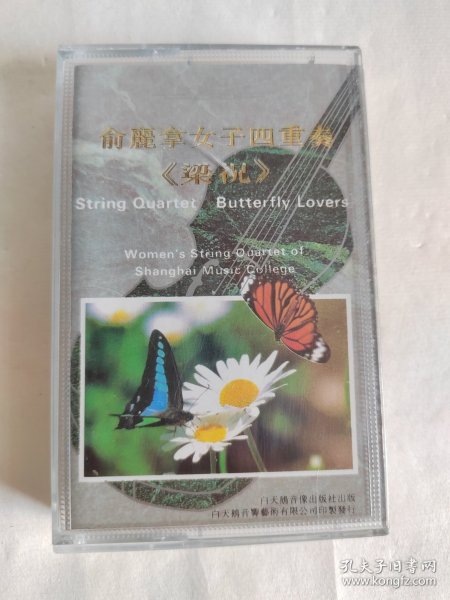 俞麗拿女子四重奏
《梁祝》
String Quartet Butterfly Lovers
Women's String Quartet of
Shanghai Music College
白天鵝音像出版社出版
白天鵝音響藝術有限公司印製發行
孔夫子旧书网
www.kongfz.com